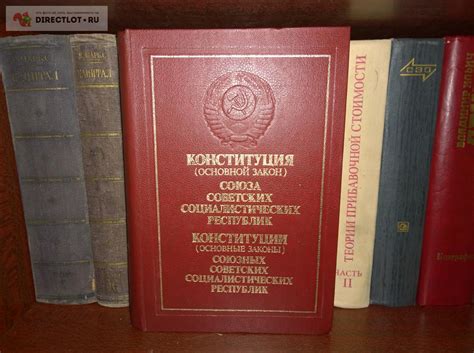 DIRECTLOT.RU
КАПИТАЛ
КОНСТИТУЦИЯ
(ОСНОВНОЙ ЗАКОН)
СОЮЗА
СОВЕТСКИХ
СОЦИАЛИСТИЧЕСКИХ
РЕСПУБЛИК
КОНСТИТУЦИИ
(ОСНОВНЫЕ ЗАКОНЫ)
СОЮЗНЫХ
СОВЕТСКИХ
СОЦИАЛИСТИЧЕСКИХ
РЕСПУБЛИК
ТЕОРИИ ПРИБАВОЧНОЙ СТОИМОСТИ
ЧАСТЬ
II